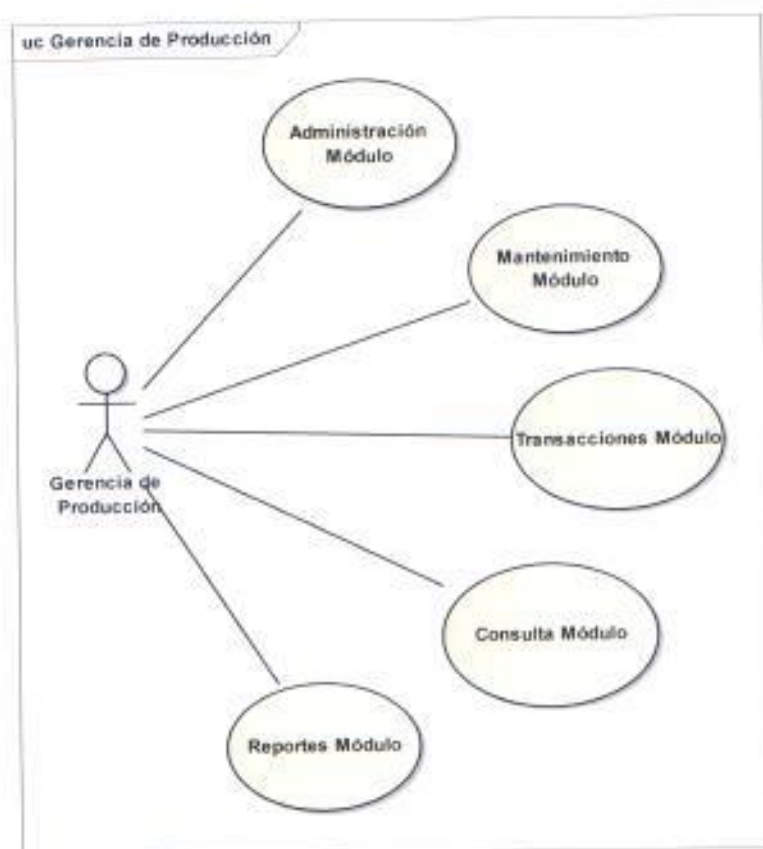 uc Gerencia de Producción
Administración
Módulo
Mantenimiento
Módulo
Transacciones Módulo
Gerencia de
Producción
Consulta Módulo
Reportes Módulo